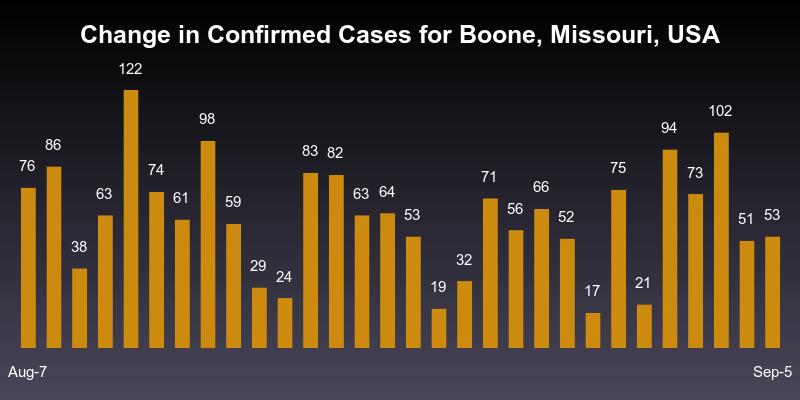 Change in Confirmed Cases for Boone, Missouri, USA
76 86 38 63 122 74 61 98 59 29 24 83 82 63 64 53 19 32 71 56 66 52 17 75 21 94 73 102 51 53
Aug-7 Sep-5